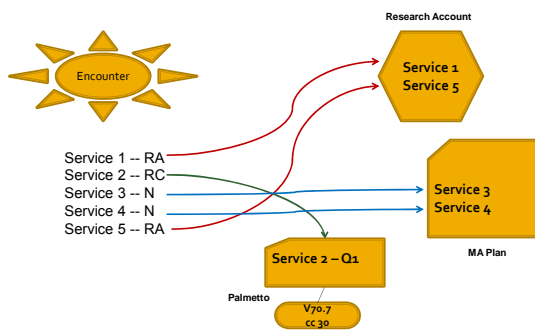 Research Account
Encounter
Service 1
Service 5
Service 1 -- RA
Service 2 -- RC
Service 3 -- N
Service 4 -- N
Service 5 -- RA
Service 3
Service 4
MA Plan
Service 2 – Q1
Palmetto
V70.7
cc 30